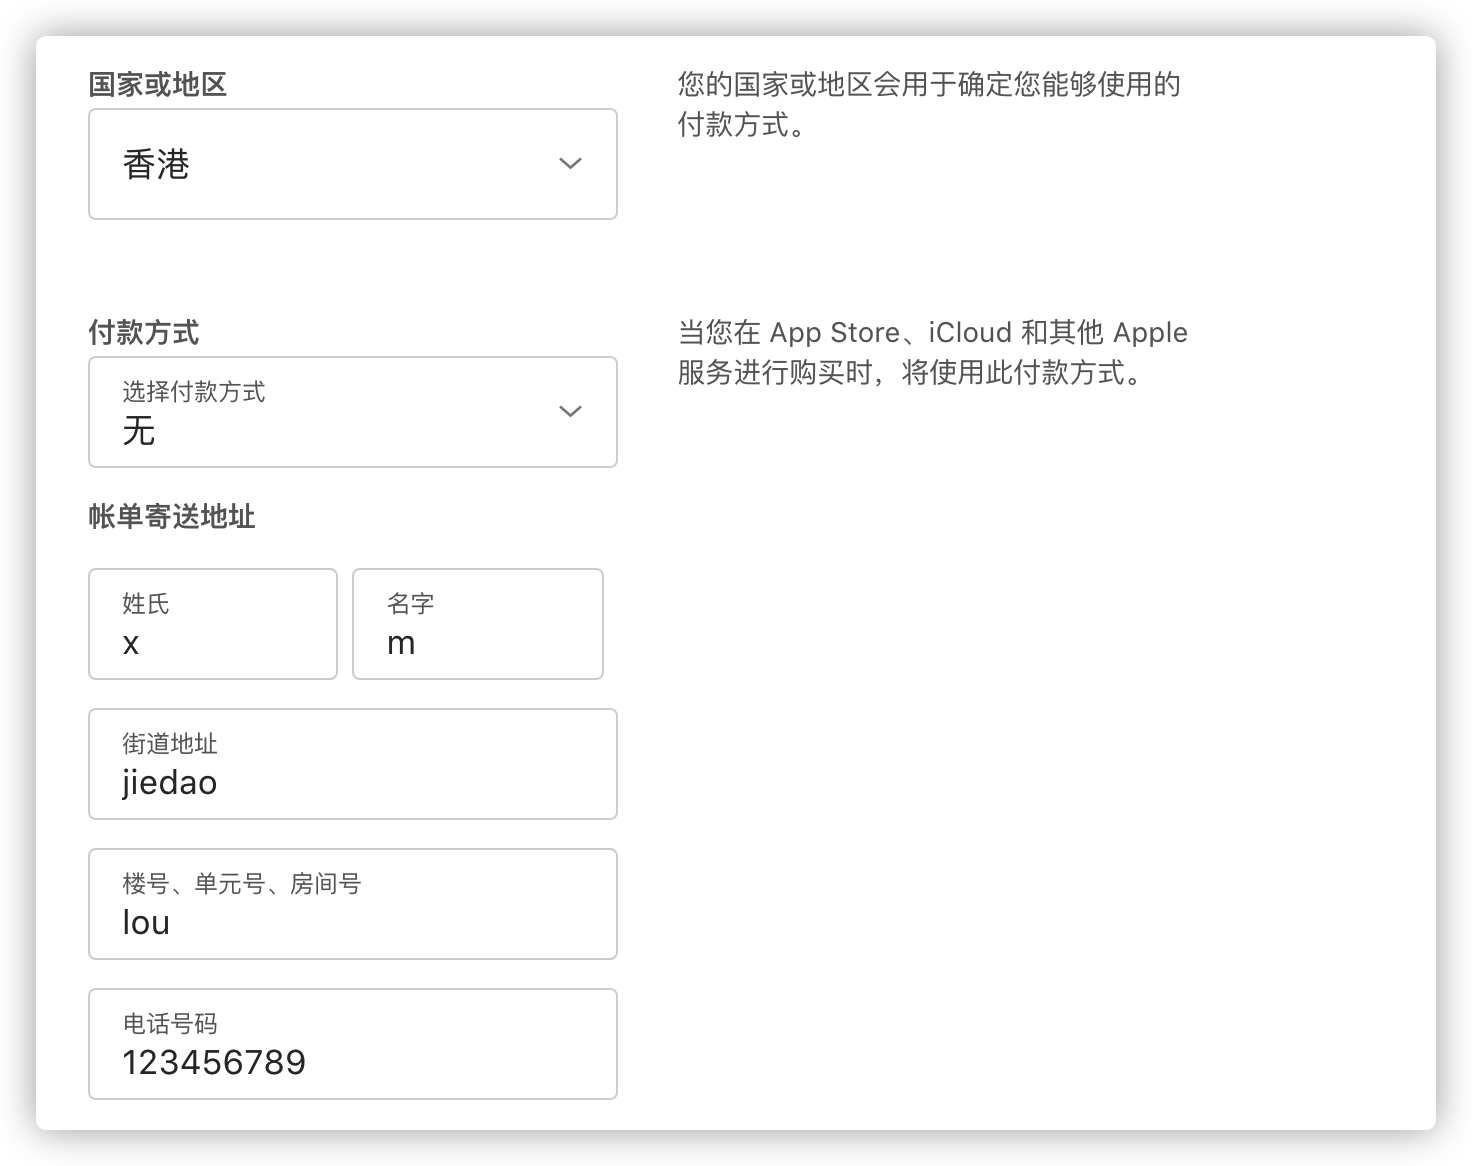 国家或地区
香港
您的国家或地区会用于确定您能够使用的
付款方式。
付款方式
选择付款方式
无
当您在 App Store、iCloud 和其他 Apple
服务进行购买时，将使用此付款方式。
帐单寄送地址
姓氏
x
名字
m
街道地址
jiedao
楼号、单元号、房间号
lou
电话号码
123456789